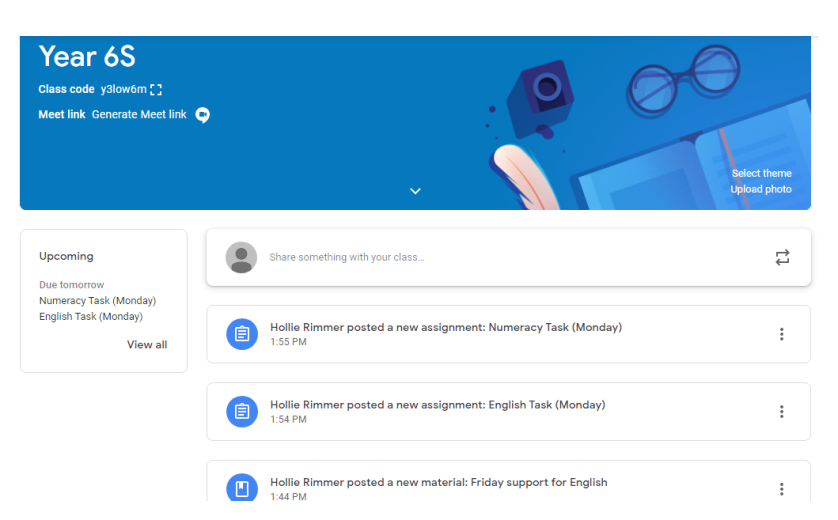 Year 6S
Class code y3low6m
Meet link Generate Meet link
Select theme
Upload photo
Upcoming
Due tomorrow
Numeracy Task (Monday)
English Task (Monday)
View all
Share something with your class...
Hollie Rimmer posted a new assignment: Numeracy Task (Monday)
1:55 PM
Hollie Rimmer posted a new assignment: English Task (Monday)
1:54 PM
Hollie Rimmer posted a new material: Friday support for English
1:44 PM